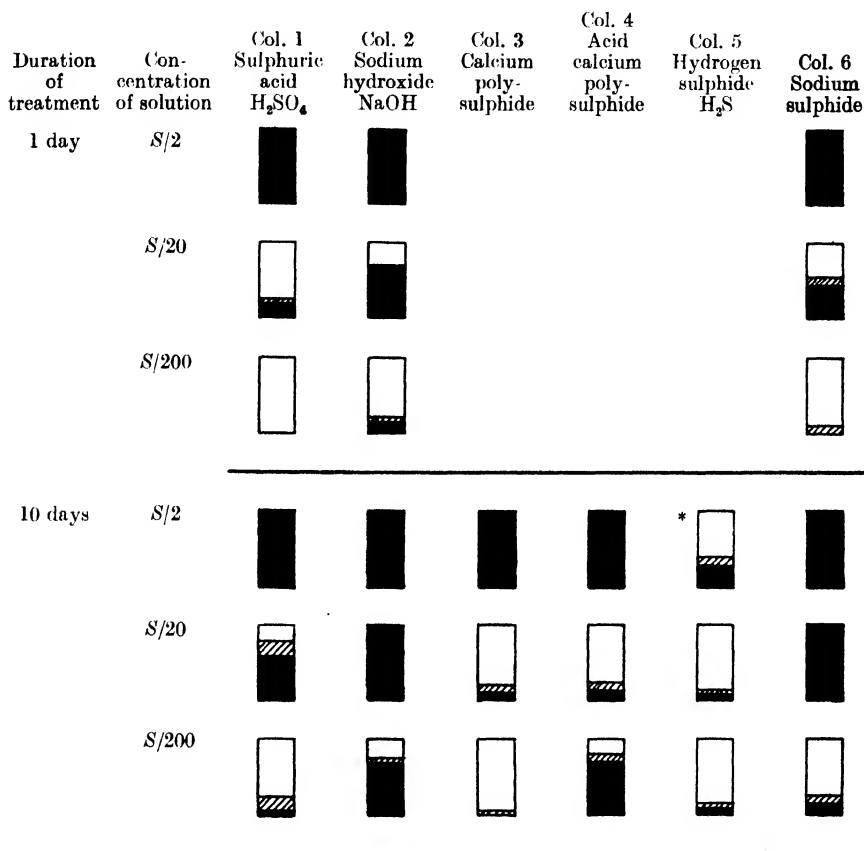 Duration of treatment
Con-centration of solution
Col. 1 Sulphuric acid H₂SO₄
Col. 2 Sodium hydroxide NaOH
Col. 3 Calcium poly-sulphide
Col. 4 Acid calcium poly-sulphide
Col. 5 Hydrogen sulphide H₂S
Col. 6 Sodium sulphide
1 day S/2
S/20
S/200
10 days S/2 *
S/20
S/200